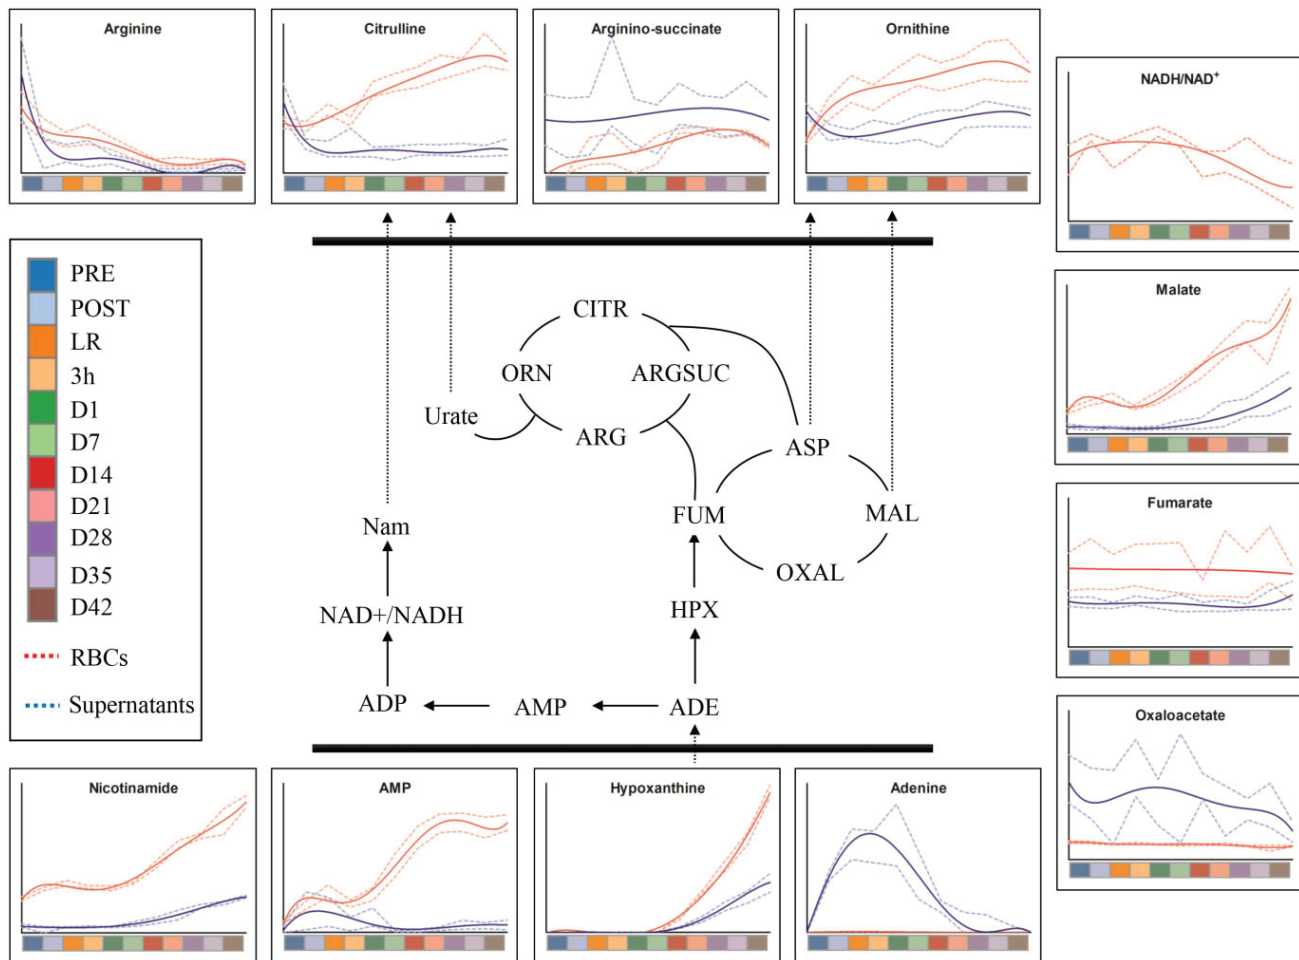 Arginine
Citrulline
Arginino-succinate
Ornithine
NADH/NAD⁺
PRE
POST
LR
3h
D1
D7
D14
D21
D28
D35
D42
RBCs
Supernatants
CITR
ORN
ARGSUC
Urate
ARG
ASP
Nam
FUM
MAL
OXAL
NAD+/NADH
HPX
ADP
AMP
ADE
Malate
Fumarate
Oxaloacetate
Nicotinamide
AMP
Hypoxanthine
Adenine